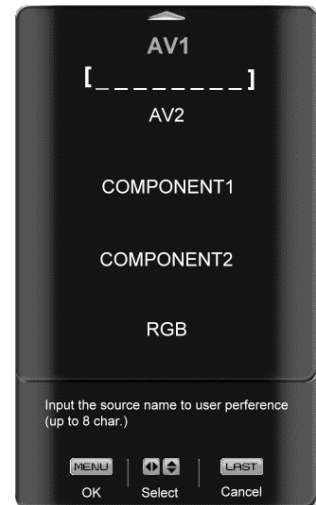 AV1
[_ _ _ _ _ _ _ _]
AV2
COMPONENT1
COMPONENT2
RGB
Input the source name to user perference
(up to 8 char.)
MENU LAST
OK Select Cancel